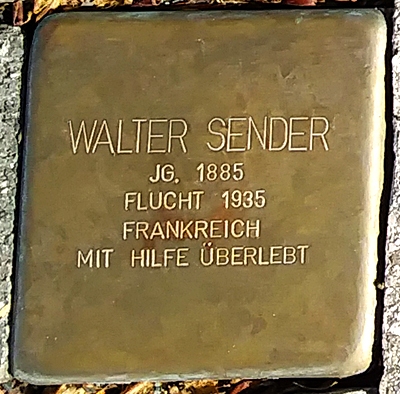 WALTER SENDER
JG. 1885
FLUCHT 1935
FRANKREICH
MIT HILFE ÜBERLEBT